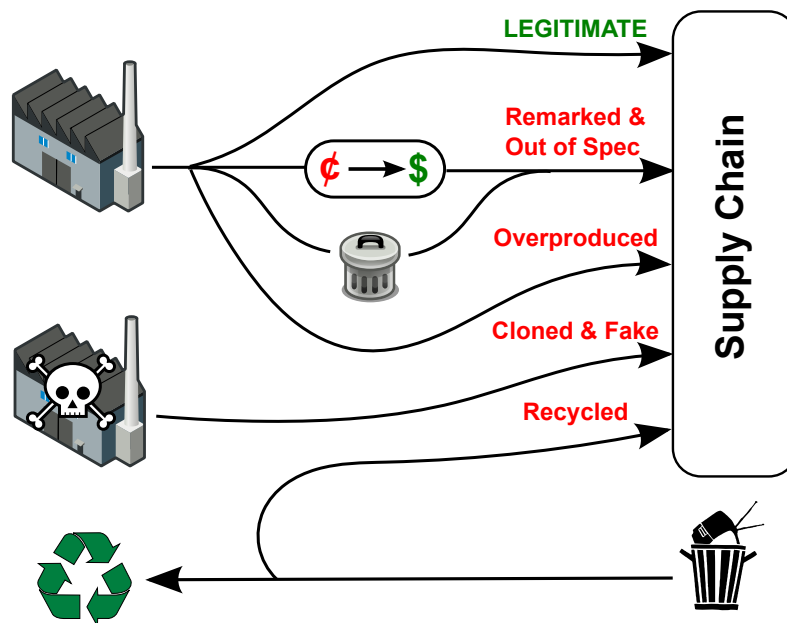 LEGITIMATE
Remarked &
Out of Spec
¢ $
Overproduced
Cloned & Fake
Recycled
Supply Chain